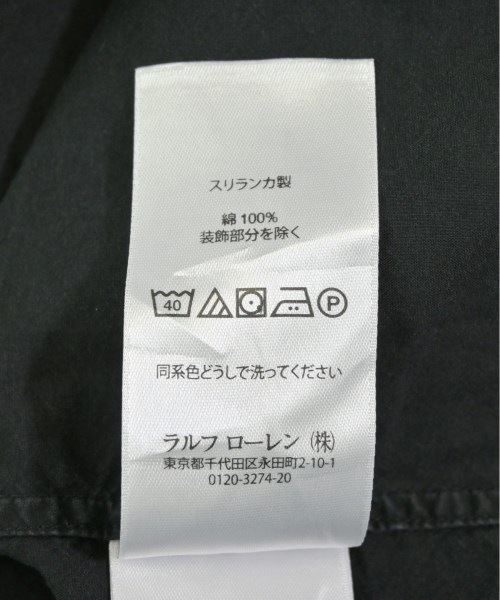 スリランカ製
綿 100%
装飾部分を除く
40 P
同系色どうしで洗ってください
ラルフ ローレン (株)
東京都千代田区永田町2-10-1
0120-3274-20